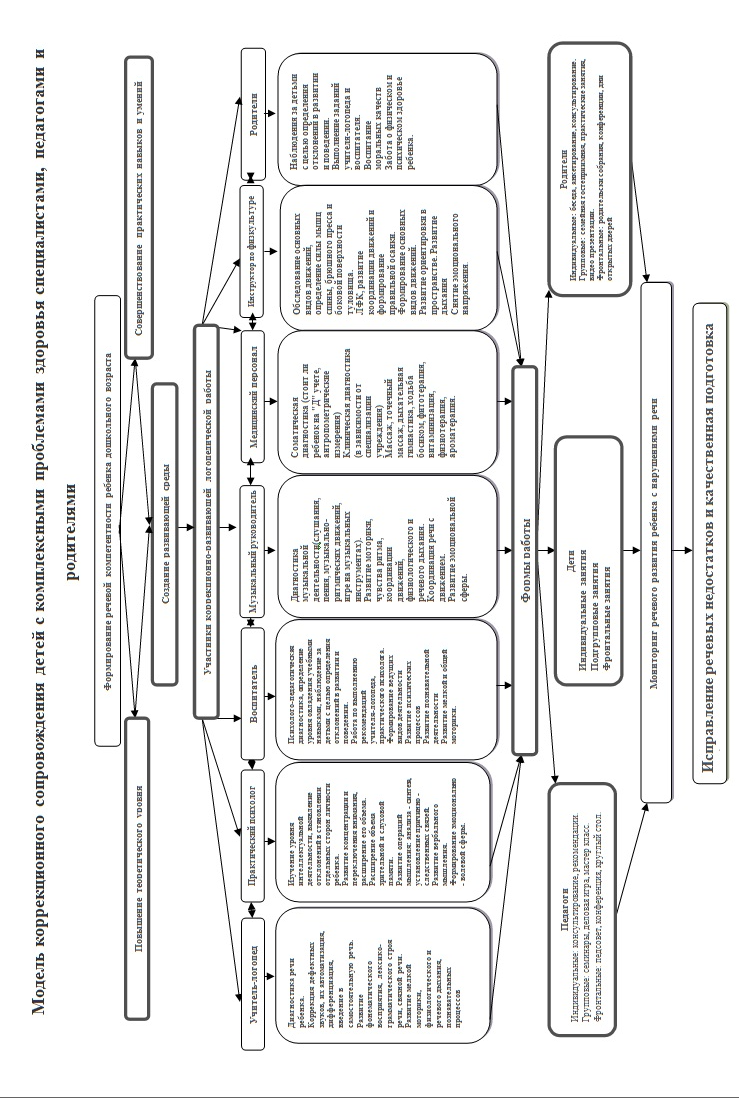 Модель коррекционного сопровождения детей с комплексными проблемами здоровья специалистами, педагогами и
родителями
Формирование речевой компетентности ребенка дошкольного возраста
Повышение теоретического уровня
Совершенствование практических навыков и умений
Создание развивающей среды
Участники коррекционно-развивающей логопедической работы
Учитель-логопед
Практический психолог
Воспитатель
Музыкальный руководитель
Медицинский персонал
Инструктор по физкультуре
Родители
Диагностика речи
ребенка.
Коррекция дефектных
звуков, их автоматизация,
дифференциация,
введение в
самостоятельную речь.
Развитие
фонематического
восприятия, лексико-
грамматического строя
речи, связной речи.
Развитие мелкой
моторики,
физиологического и
речевого дыхания,
познавательных
процессов
Изучение уровня
интеллектуальной
деятельности, выявление
отклонений в становлении
отдельных сторон личности
ребенка.
Развитие концентрации и
переключения внимания,
расширение его объема.
Расширение объема
зрительной и слуховой
памяти.
Развитие операций
мышления: анализа - синтез,
установление причинно -
следственных связей.
Развитие вербального
мышления.
Формирование эмоционально
- волевой сферы.
Психолого-педагогическая
диагностика, определение
уровня овладения учебными
навыками, наблюдение за
детьми с целью определения
отклонений в развитии и
поведении.
Работа по выполнению
рекомендаций
учителя-логопеда,
практического психолога.
Формирование ведущих
видов деятельности
Развитие психических
процессов
Развитие познавательной
деятельности
Развитие мелкой и общей
моторики.
Диагностика
музыкальной
деятельности(слушания,
пения, музыкально-
ритмических движений,
игре на музыкальных
инструментах).
Развитие моторики,
чувства ритма,
координации
движений,
физиологического и
речевого дыхания.
Координация речи с
движением.
Развитие эмоциональной
сферы.
Соматическая
диагностика (стоит ли
ребенок на "Д" учете,
антропометрические
измерения)
Клиническая диагностика
(в зависимости от
специализации
учреждения)
Массаж, точечный
массаж, дыхательная
гимнастика, ходьба
босиком, фитотерапия,
витаминизация,
физиотерапия,
ароматерапия.
Обследование основных
видов движений,
определение силы мышц
спины, брюшного пресса и
боковой поверхности
туловища.
ЛФК, развитие
координации движений и
формирование
правильной осанки.
Формирование основных
видов движений.
Развитие ориентировки в
пространстве. Развитие
дыхания
Снятие эмоционального
напряжения.
Наблюдения за детьми
с целью определения
отклонений в развитии
и поведении.
Выполнение заданий
учителя-логопеда и
воспитателя.
Воспитание
моральных качеств
Забота о физическом и
психическом здоровье
ребенка.
Формы работы
Педагоги
Индивидуальные: консультирование, рекомендации.
Групповые: семинары, деловая игра, мастер класс
Фронтальные: педсовет, конференция, круглый стол.
Дети
Индивидуальные занятия
Подгрупповые занятия
Фронтальные занятия
Родители
Индивидуальные: беседа, анкетирование, консультирование.
Групповые: семейная гостеприимная, практические занятия,
видео презентации.
Фронтальные: родительски собрания, конференции, дни
открытых дверей
Мониторинг речевого развития ребенка с нарушениями речи
Исправление речевых недостатков и качественная подготовка